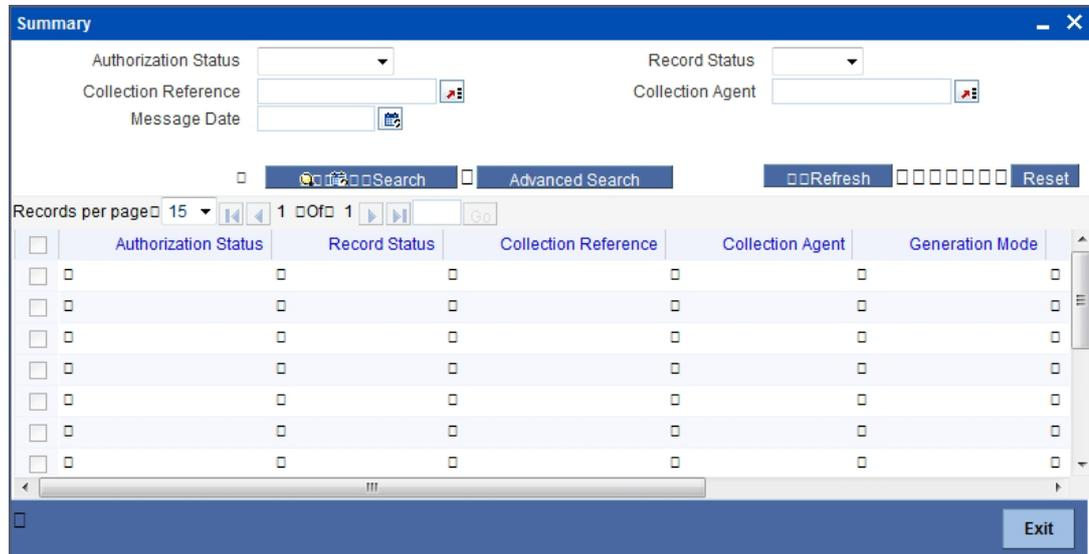 Summary
Authorization Status Record Status
Collection Reference Collection Agent
Message Date
Search Advanced Search Refresh Reset
Records per page 15 1 Of 1 Go
Authorization Status Record Status Collection Reference Collection Agent Generation Mode
Exit